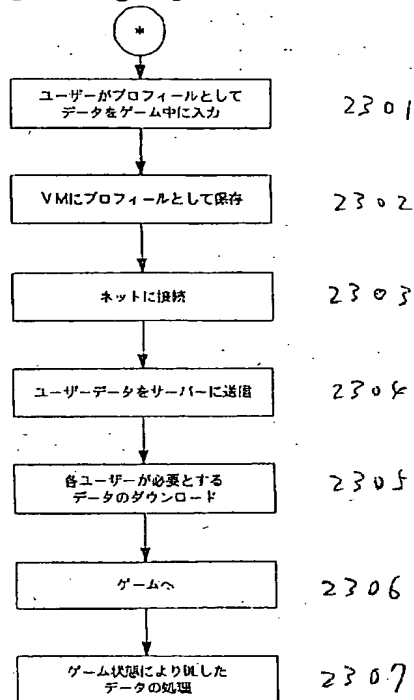 *
ユーザーがプロフィールとして
データをゲーム中に入力
2301
VMにプロフィールとして保存
2302
ネットに接続
2303
ユーザーデータをサーバーに送信
2304
各ユーザーが必要とする
データのダウンロード
2305
ゲームへ
2306
ゲーム状態によりDLした
データの処理
2307